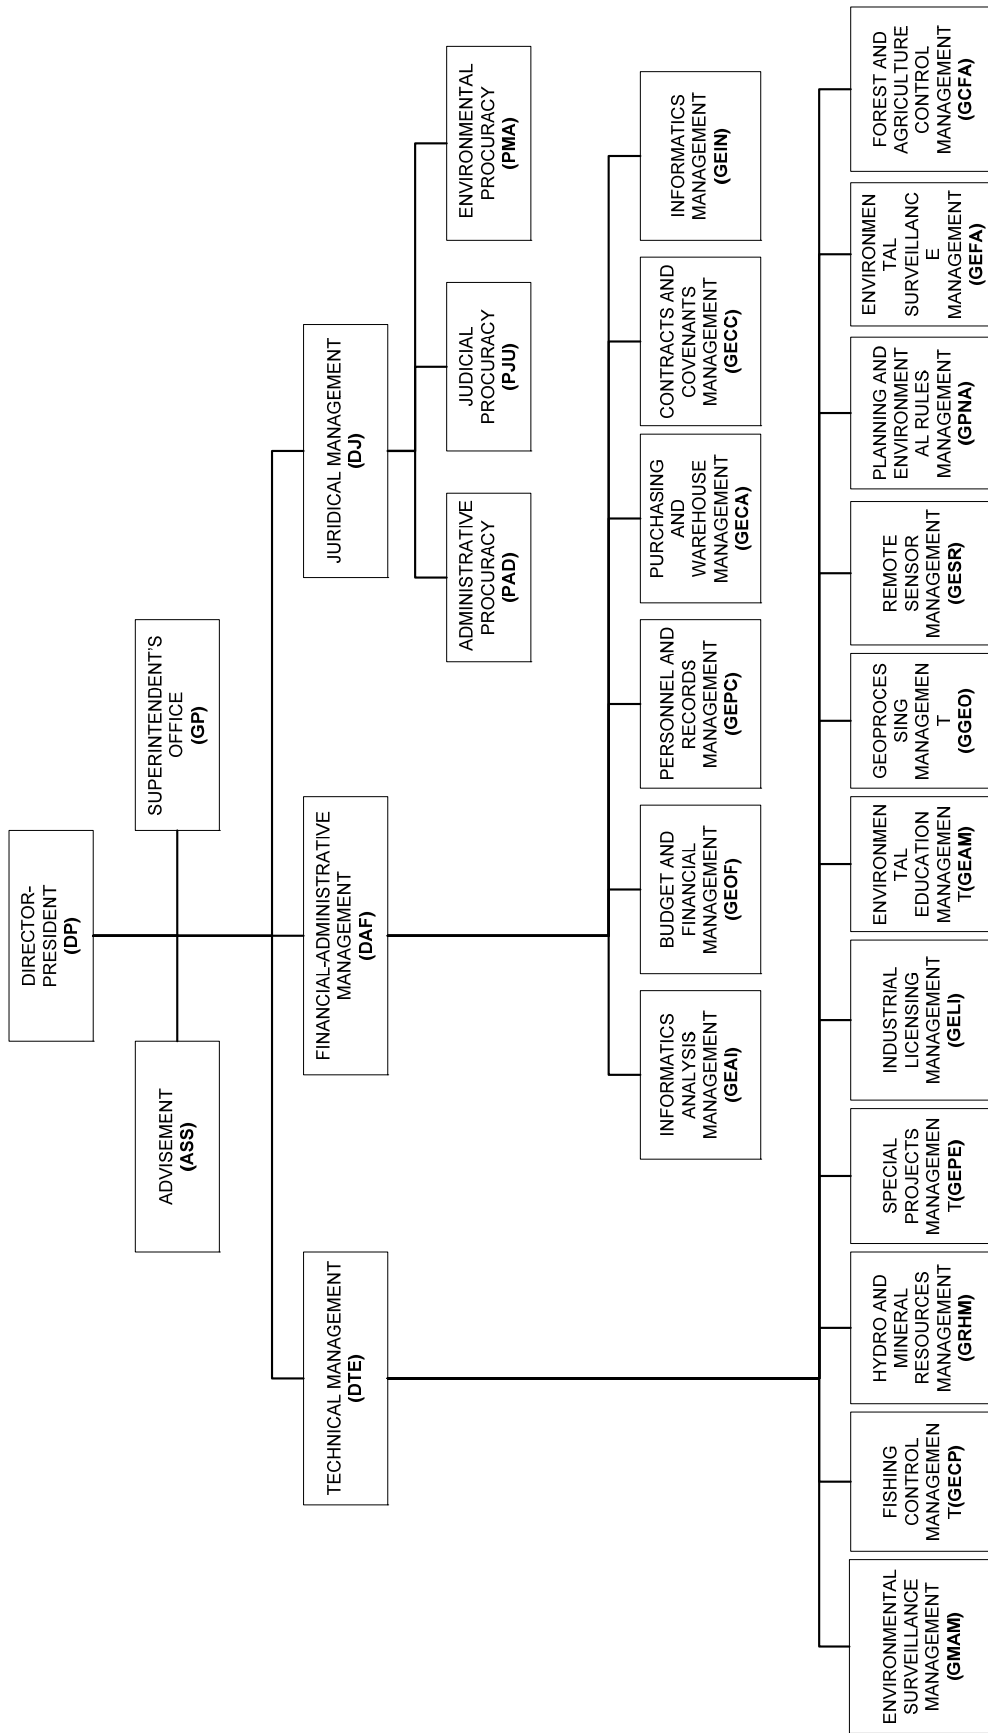 DIRECTOR-
PRESIDENT
(DP)
ADVISEMENT
(ASS)
SUPERINTENDENT'S
OFFICE
(GP)
TECHNICAL MANAGEMENT
(DTE)
FINANCIAL-ADMINISTRATIVE
MANAGEMENT
(DAF)
JURIDICAL MANAGEMENT
(DJ)
ADMINISTRATIVE
PROCURACY
(PAD)
JUDICIAL
PROCURACY
(PJU)
ENVIRONMENTAL
PROCURACY
(PMA)
INFORMATICS
ANALYSIS
MANAGEMENT
(GEAI)
BUDGET AND
FINANCIAL
MANAGEMENT
(GEOF)
PERSONNEL AND
RECORDS
MANAGEMENT
(GEPC)
PURCHASING
AND
WAREHOUSE
MANAGEMENT
(GECA)
CONTRACTS AND
COVENANTS
MANAGEMENT
(GECC)
INFORMATICS
MANAGEMENT
(GEIN)
ENVIRONMENTAL
SURVEILLANCE
MANAGEMENT
(GMAM)
FISHING
CONTROL
MANAGEMEN
T(GECP)
HYDRO AND
MINERAL
RESOURCES
MANAGEMENT
(GRHM)
SPECIAL
PROJECTS
MANAGEMEN
T(GEPE)
INDUSTRIAL
LICENSING
MANAGEMENT
(GELI)
ENVIRONMEN
TAL
EDUCATION
MANAGEMEN
T(GEAM)
GEOPROCES
SING
MANAGEMEN
T
(GGEO)
REMOTE
SENSOR
MANAGEMENT
(GESR)
PLANNING AND
ENVIRONMENT
AL RULES
MANAGEMENT
(GPNA)
ENVIRONMEN
TAL
SURVEILLANC
E
MANAGEMENT
(GEFA)
FOREST AND
AGRICULTURE
CONTROL
MANAGEMENT
(GCFA)